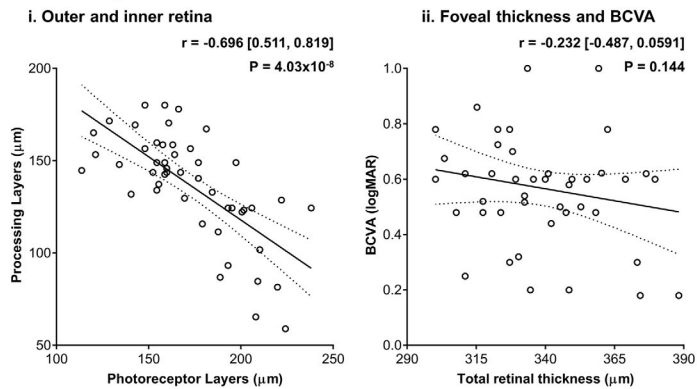 i. Outer and inner retina
r = -0.696 [0.511, 0.819]
P = 4.03x10-8
200
150
100
50
Processing Layers (μm)
100 150 200 250
Photoreceptor Layers (μm)
ii. Foveal thickness and BCVA
r = -0.232 [-0.487, 0.0591]
P = 0.144
1.0
0.8
0.6
0.4
0.2
0.0
BCVA (logMAR)
290 315 340 365 390
Total retinal thickness (μm)